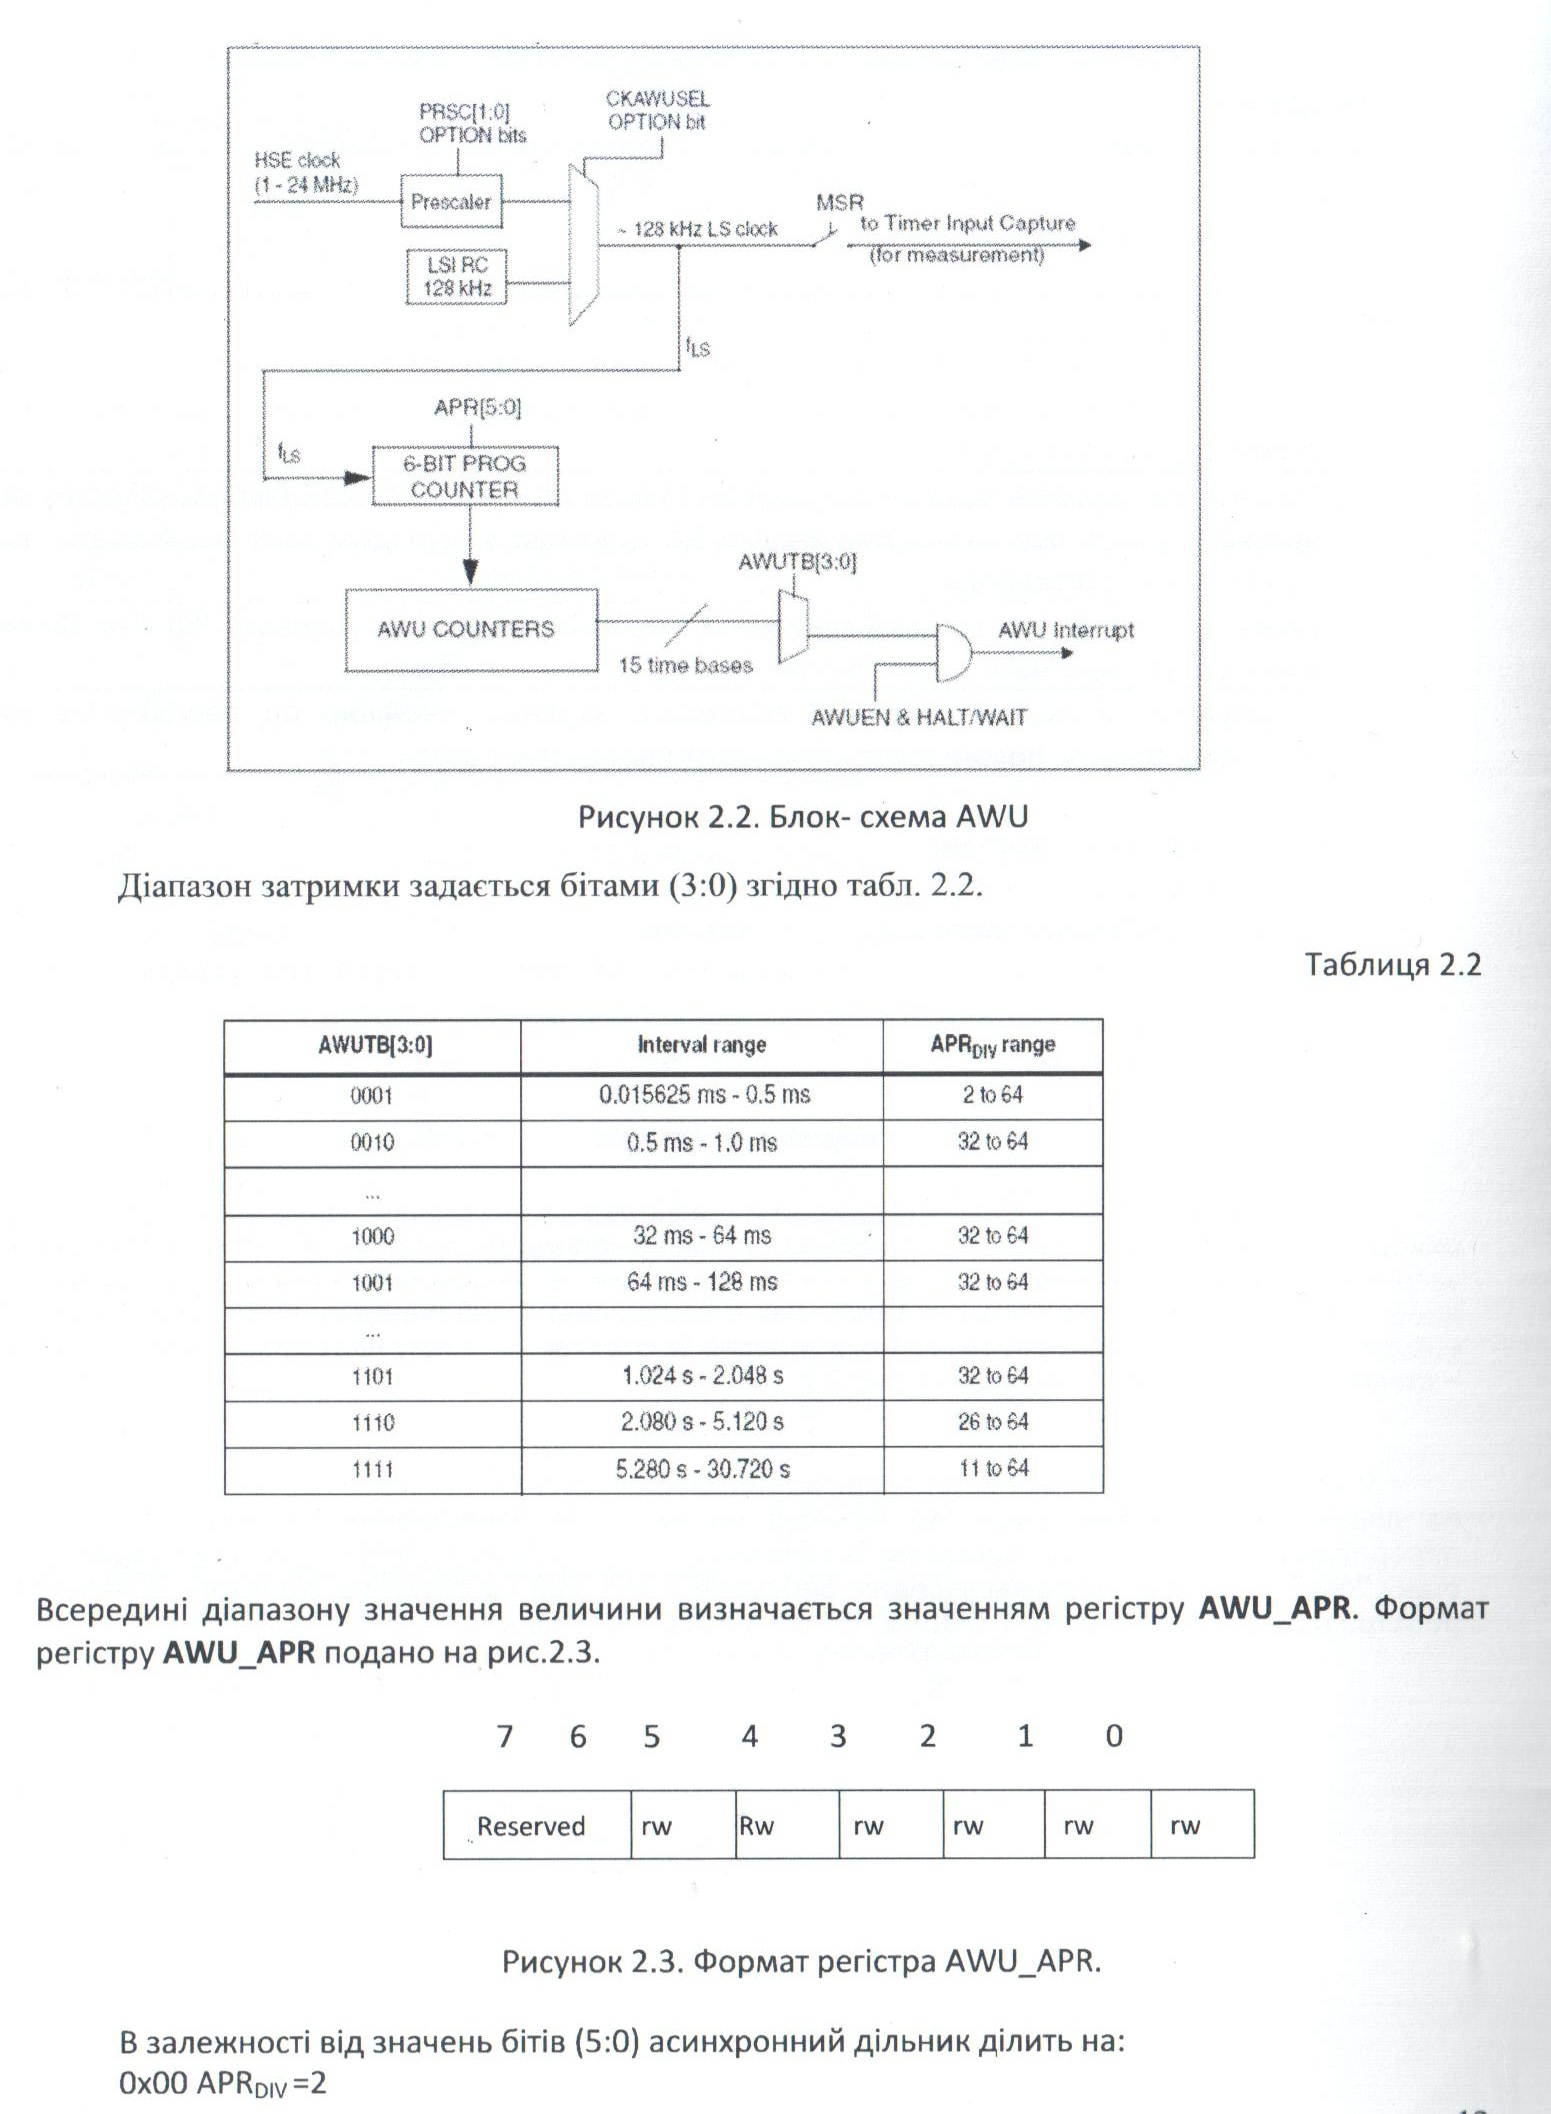 PRSC[1:0]
OPTION bits
CKAWUSEL
OPTION bit
HSE clock
(1 - 24 MHz)
Prescaler
MSR
~ 128 kHz LS clock
to Timer Input Capture
(for measurement)
LSI RC
128 kHz
fLS
APR[5:0]
fLS
6-BIT PROG
COUNTER
AWUTB[3:0]
AWU COUNTERS
15 time bases
AWU Interrupt
AWUEN & HALT/WAIT
Рисунок 2.2. Блок- схема AWU
Діапазон затримки задається бітами (3:0) згідно табл. 2.2.
Таблиця 2.2
AWUTB[3:0] Interval range APRDIV range
0001 0.015625 ms - 0.5 ms 2 to 64
0010 0.5 ms - 1.0 ms 32 to 64
...
1000 32 ms - 64 ms 32 to 64
1001 64 ms - 128 ms 32 to 64
...
1101 1.024 s - 2.048 s 32 to 64
1110 2.080 s - 5.120 s 26 to 64
1111 5.280 s - 30.720 s 11 to 64
Всередині діапазону значення величини визначається значенням регістру AWU_APR. Формат
регістру AWU_APR подано на рис.2.3.
7 6 5 4 3 2 1 0
Reserved rw Rw rw rw rw rw
Рисунок 2.3. Формат регістра AWU_APR.
В залежності від значень бітів (5:0) асинхронний дільник ділить на:
0x00 APRDIV =2